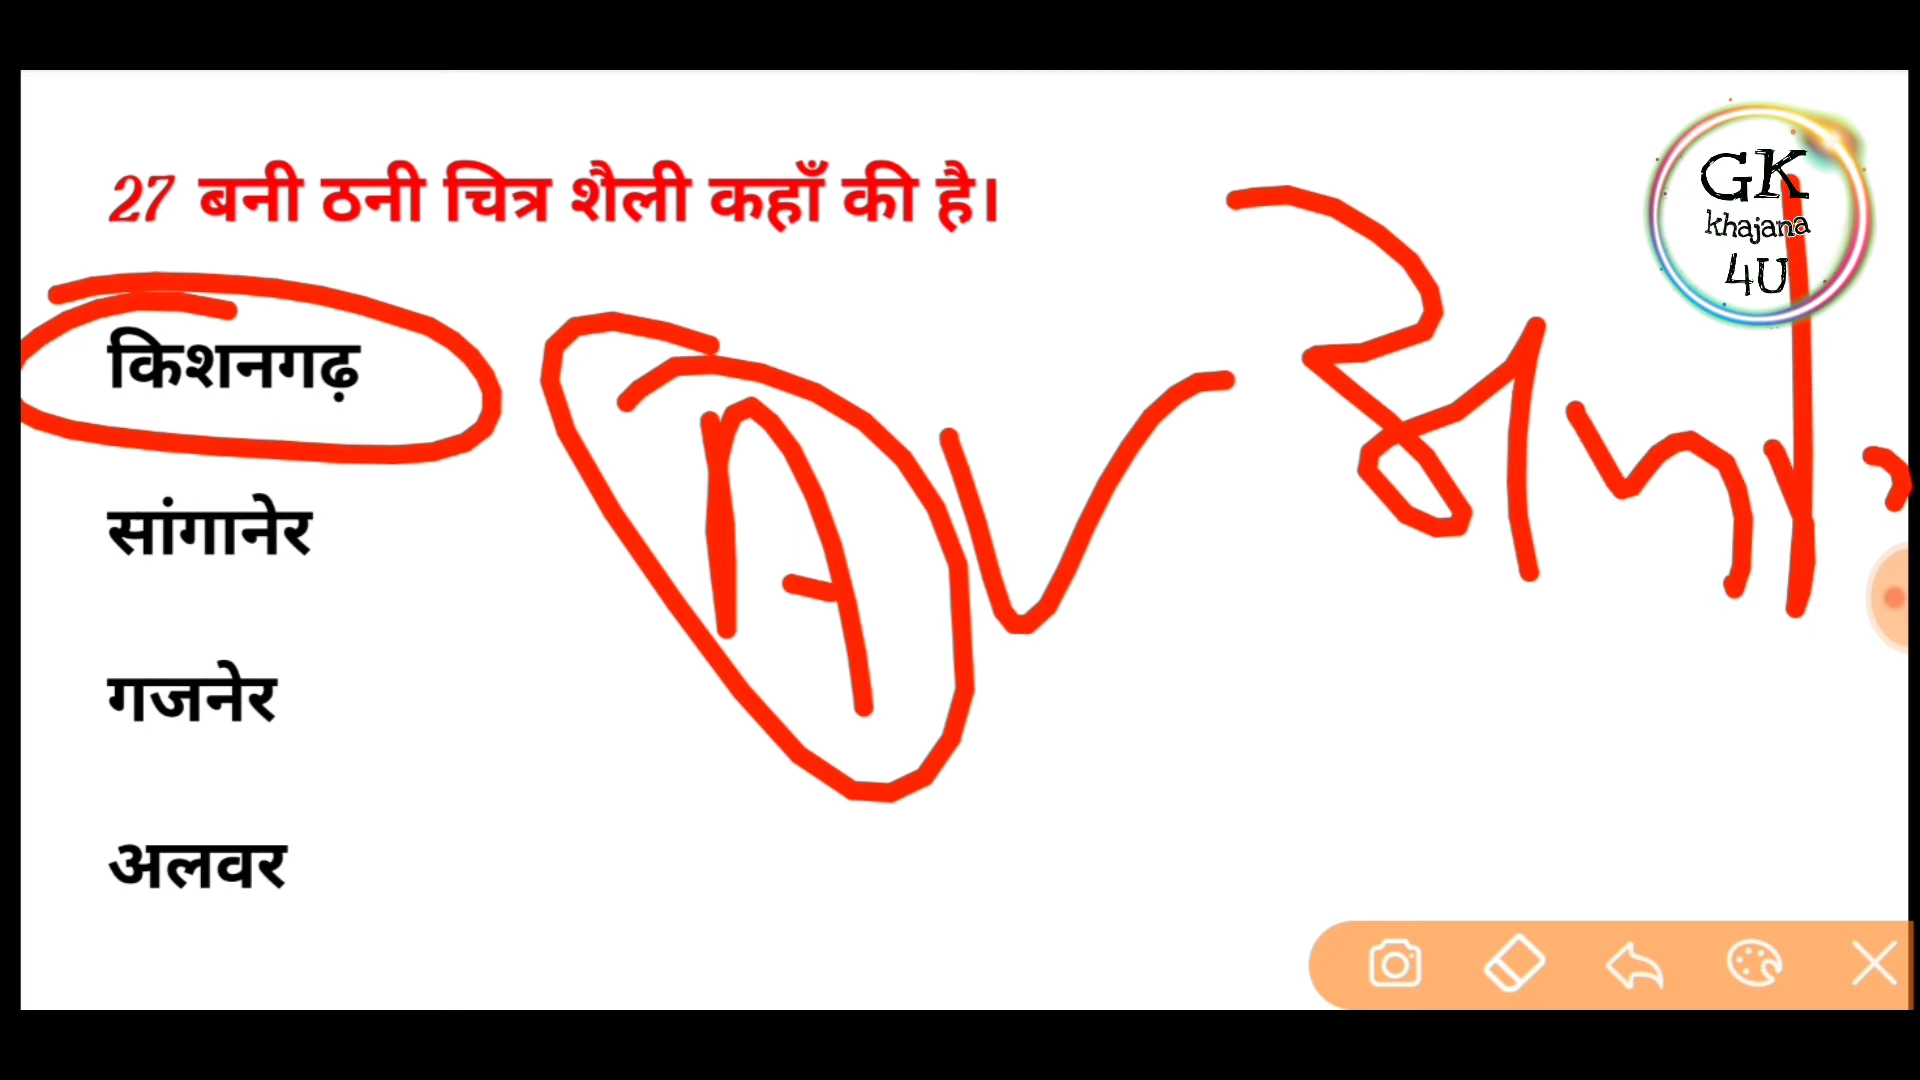 27 बनी ठनी चित्र शैली कहाँ की है।
किशनगढ़
सांगानेर
गजनेर
अलवर
A
GK
khajana
4U